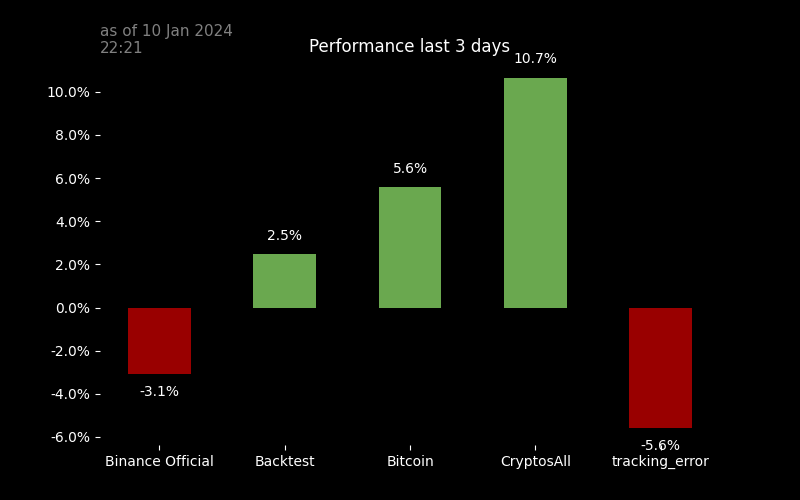 as of 10 Jan 2024
22:21
Performance last 3 days
10.7%
10.0%
8.0%
5.6%
6.0%
4.0%
2.5%
2.0%
0.0%
-2.0%
-3.1%
-4.0%
-6.0%
-5.6%
Binance Official
Backtest
Bitcoin
CryptosAll
tracking_error